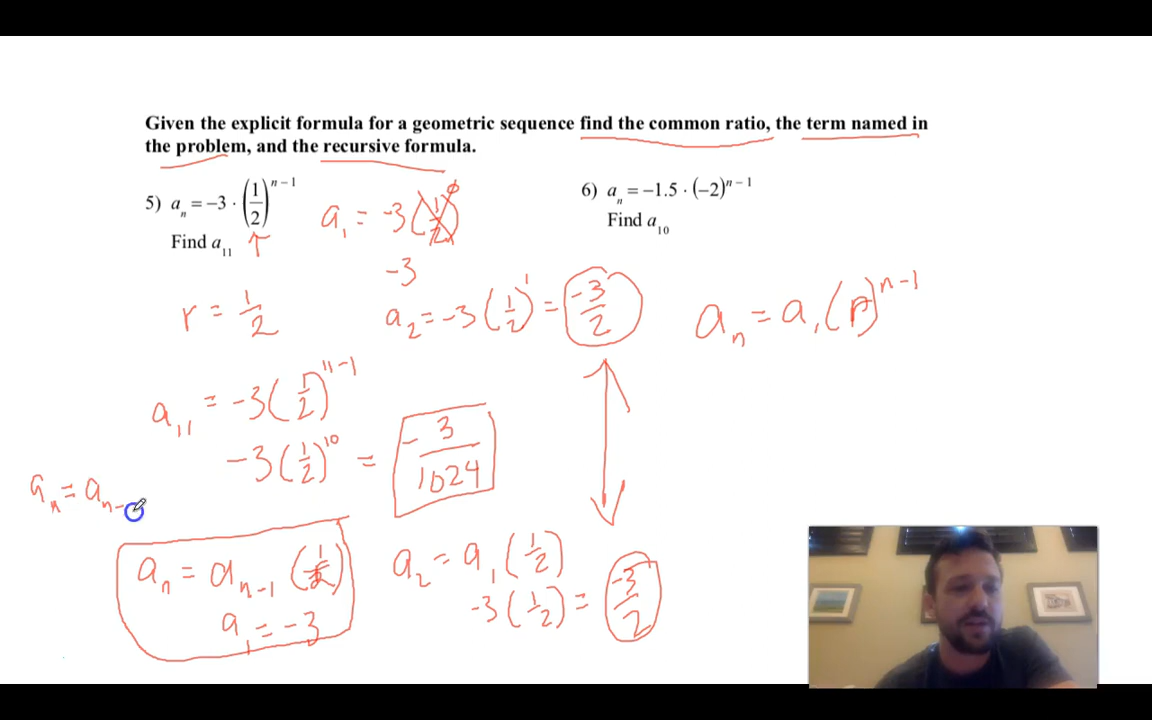 Given the explicit formula for a geometric sequence find the common ratio, the term named in
the problem, and the recursive formula.
5) aₙ = −3 · (1/2)ⁿ⁻¹
Find a₁₁ ↑
a₁ = -3(1/2)⁰
-3
r = 1/2
a₂ = -3(1/2)¹ = -3/2
a₁₁ = -3(1/2)¹¹⁻¹
-3(1/2)¹⁰ = -3/1024
aₙ = aₙ₋
aₙ = aₙ₋₁(1/2)
a₁ = -3
a₂ = a₁(1/2)
-3(1/2) = -3/2
6) aₙ = −1.5 · (−2)ⁿ⁻¹
Find a₁₀
aₙ = a₁(r)ⁿ⁻¹